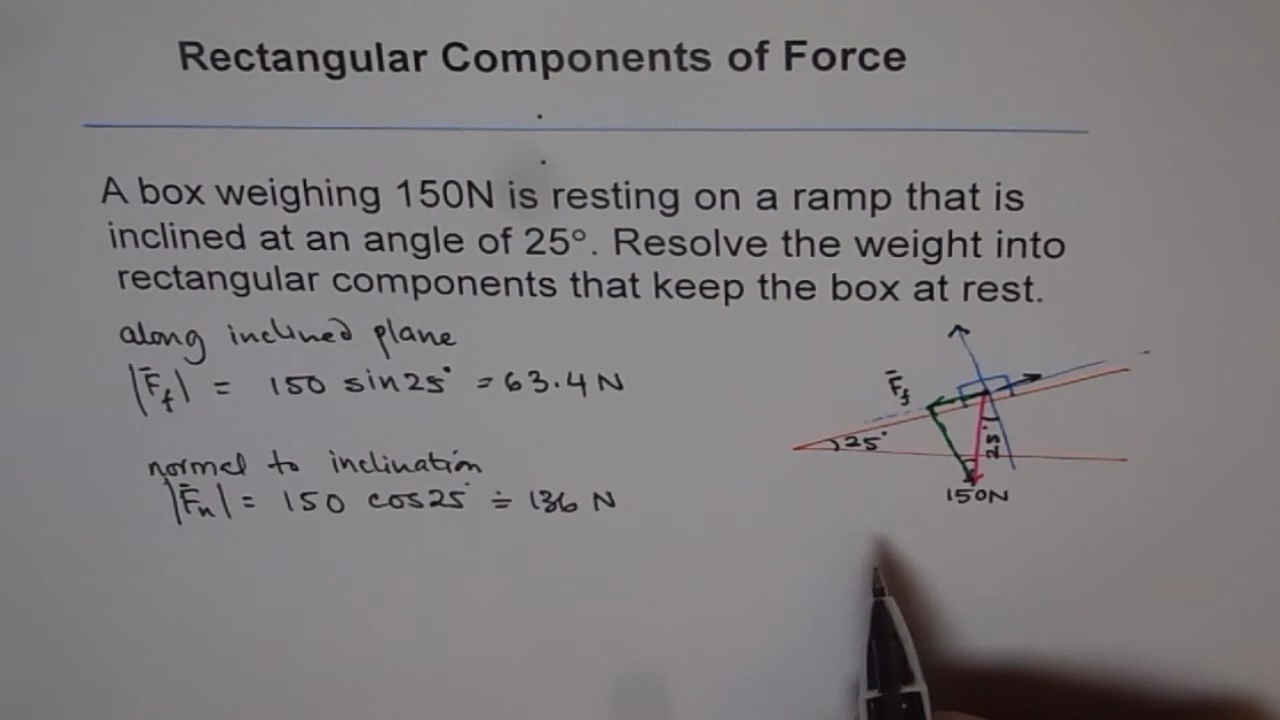 Rectangular Components of Force
A box weighing 150N is resting on a ramp that is
inclined at an angle of 25°. Resolve the weight into
rectangular components that keep the box at rest.
along inclined plane
|F̄f| = 150 sin25° = 63.4 N
normal to inclination
|F̄n| = 150 cos25° ≑ 136 N
F̄f
25°
25°
150N